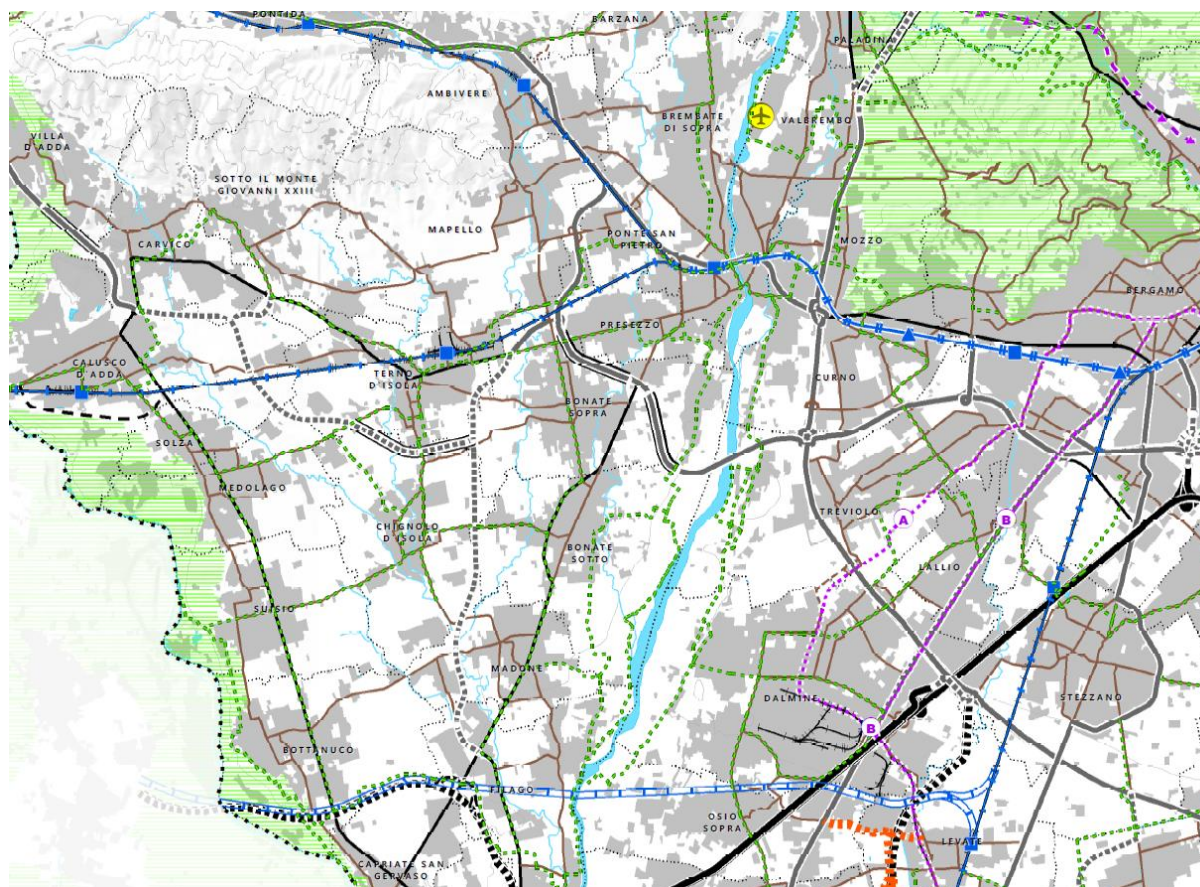 PONTIDA
BARZANA
PALADINA
AMBIVERE
BREMBATE
DI SOPRA
VALBREMBO
VILLA
D'ADDA
SOTTO IL MONTE
GIOVANNI XXIII
MAPELLO
PONTE SAN
PIETRO
MOZZO
CARVICO
BERGAMO
PRESEZZO
CALUSCO
D'ADDA
TERNO
D'ISOLA
CURNO
BONATE
SOPRA
SOLZA
MEDOLAGO
CHIGNOLO
D'ISOLA
TREVIOLO
A
B
BONATE
SOTTO
LALLIO
SUISIO
MADONE
DALMINE
STEZZANO
B
BOTTANUCO
FILAGO
OSIO
SOPRA
LEVATE
CAPRIATE SAN
GERVASO